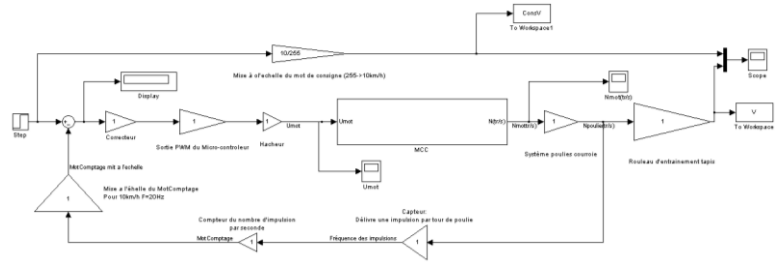 CondV
To Workspace1
10/255
Mise à d'echelle du mot de consigne (255->10km/h)
Scope
Display
Nmot(tr/s)
Step
1
Correcteur
1
Sortie PWM du Micro-controleur
1
Hacheur
Umot
Umot
N(tr/s)
MCC
Nmot(tr/s)
1
Système poulies courroie
Npoulie(tr/s)
1
Rouleau d'entrainement tapis
V
To Workspace
Umot
MotComptage mit a l'echelle
1
Mise a l'éhelle du MotComptage
Pour 10km/h F=20Hz
Compteur du nombre d'impulsion
par seconde
MotComptage
1
Capteur:
Délivre une impulsion par tour de poulie
Fréquence des impulsions
1